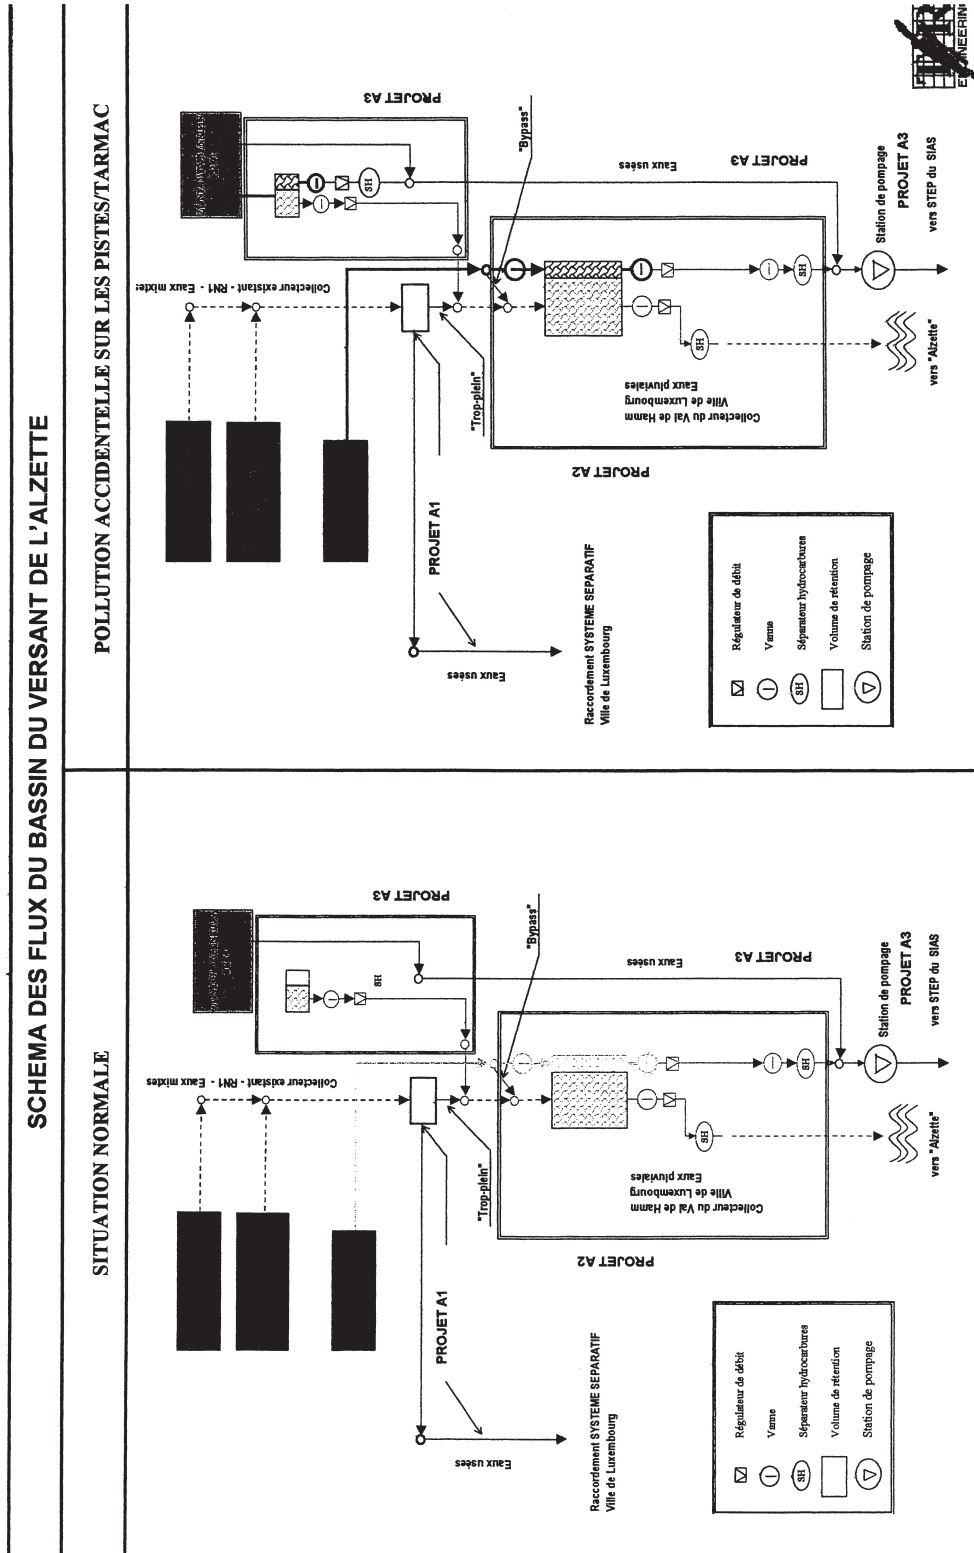 SCHEMA DES FLUX DU BASSIN DU VERSANT DE L'ALZETTE
SITUATION NORMALE
Collecteur existant - RN1 - Eaux mixtes
PROJET A3
SH
"Bypass"
"Trop-plein"
PROJET A1
Eaux usées
Raccordement SYSTEME SEPARATIF
Ville de Luxembourg
PROJET A2
Collecteur du Val de Hamm
Ville de Luxembourg
Eaux pluviales
SH
SH
Eaux usées
PROJET A3
Station de pompage
PROJET A3
vers STEP du SIAS
vers "Alzette"
Régulateur de débit
Vanne
SH Séparateur hydrocarbures
Volume de rétention
Station de pompage
POLLUTION ACCIDENTELLE SUR LES PISTES/TARMAC
Collecteur existant - RN1 - Eaux mixtes
PROJET A3
SH
"Bypass"
"Trop-plein"
PROJET A1
Eaux usées
Raccordement SYSTEME SEPARATIF
Ville de Luxembourg
PROJET A2
Collecteur du Val de Hamm
Ville de Luxembourg
Eaux pluviales
SH
SH
Eaux usées
PROJET A3
Station de pompage
PROJET A3
vers STEP du SIAS
vers "Alzette"
Régulateur de débit
Vanne
SH Séparateur hydrocarbures
Volume de rétention
Station de pompage